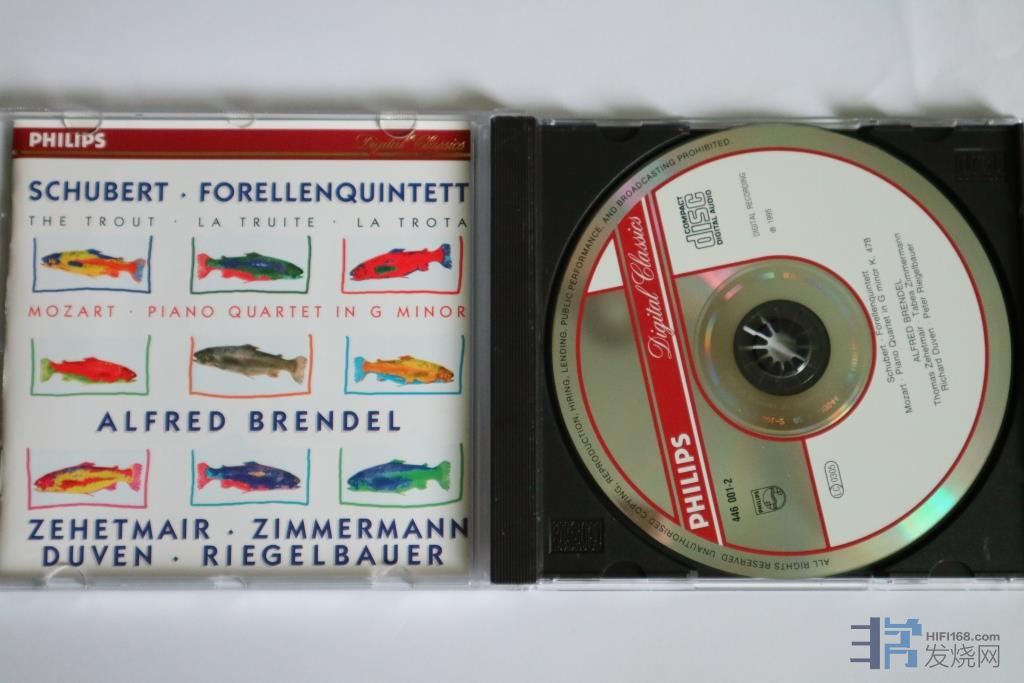 PHILIPS
Digital Classics
SCHUBERT · FORELLENQUINTETT
THE TROUT · LA TRUITE · LA TROTA
MOZART · PIANO QUARTET IN G MINOR
ALFRED BRENDEL
ZEHETMAIR · ZIMMERMANN
DUVEN · RIEGELBAUER
ALL RIGHTS RESERVED. UNAUTHORISED COPYING, REPRODUCTION, HIRING, LENDING, PUBLIC PERFORMANCE, AND BROADCASTING PROHIBITED.
PHILIPS
Digital Classics
COMPACT
disc
DIGITAL AUDIO
DIGITAL RECORDING
℗ 1995
Schubert · Forellenquintett
Mozart · Piano Quartet in G minor K. 478
ALFRED BRENDEL
Thomas Zehetmair · Tabea Zimmermann
Richard Duven · Peter Riegelbauer
446 001-2
PHILIPS
LC 0305
HIFI168.com
发烧网